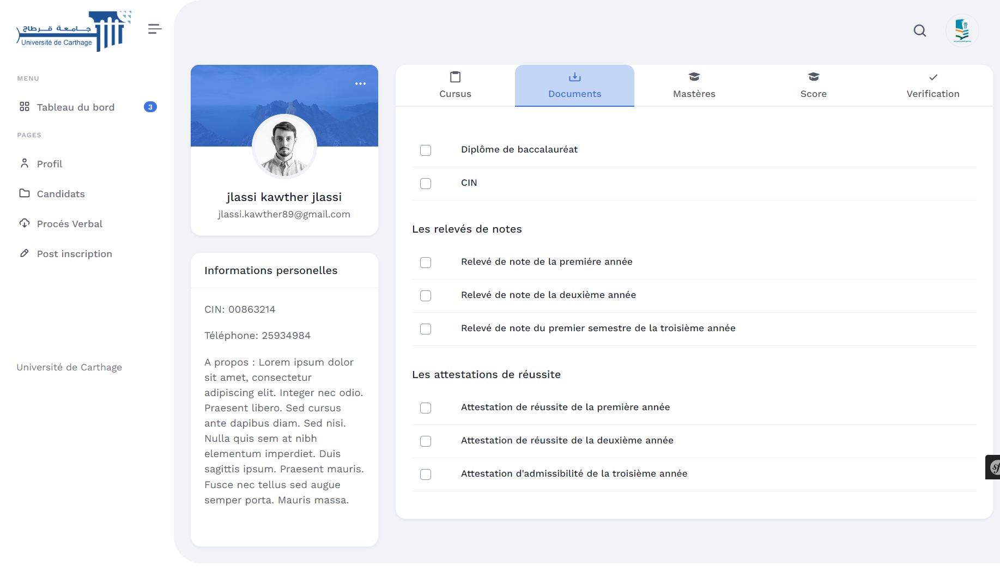 جـامـعـة قـرطاج
Université de Carthage
MENU
Tableau du bord
3
PAGES
Profil
Candidats
Procés Verbal
Post inscription
Université de Carthage
jlassi kawther jlassi
jlassi.kawther89@gmail.com
Informations personelles
CIN: 00863214
Téléphone: 25934984
A propos : Lorem ipsum dolor
sit amet, consectetur
adipiscing elit. Integer nec odio.
Praesent libero. Sed cursus
ante dapibus diam. Sed nisi.
Nulla quis sem at nibh
elementum imperdiet. Duis
sagittis ipsum. Praesent mauris.
Fusce nec tellus sed augue
semper porta. Mauris massa.
Cursus
Documents
Mastères
Score
Verification
Diplôme de baccalauréat
CIN
Les relevés de notes
Relevé de note de la premiére année
Relevé de note de la deuxième année
Relevé de note du premier semestre de la troisième année
Les attestations de réussite
Attestation de réussite de la première année
Attestation de réussite de la deuxième année
Attestation d'admissibilité de la troisième année
sf